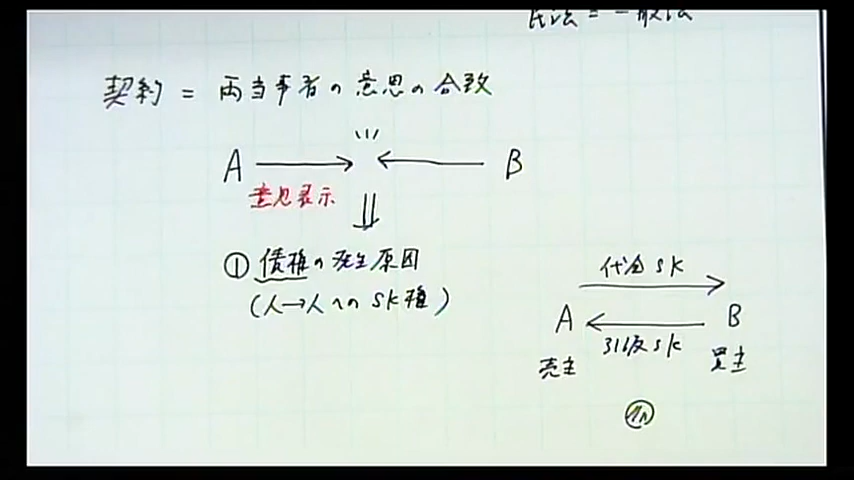 民法 = 一般法
契約 = 両当事者の意思の合致
A → ← B
意思表示
⇓
① 債権の発生原因
(人→人へのSK権)
代金SK
A B
引渡SK
売主 買主